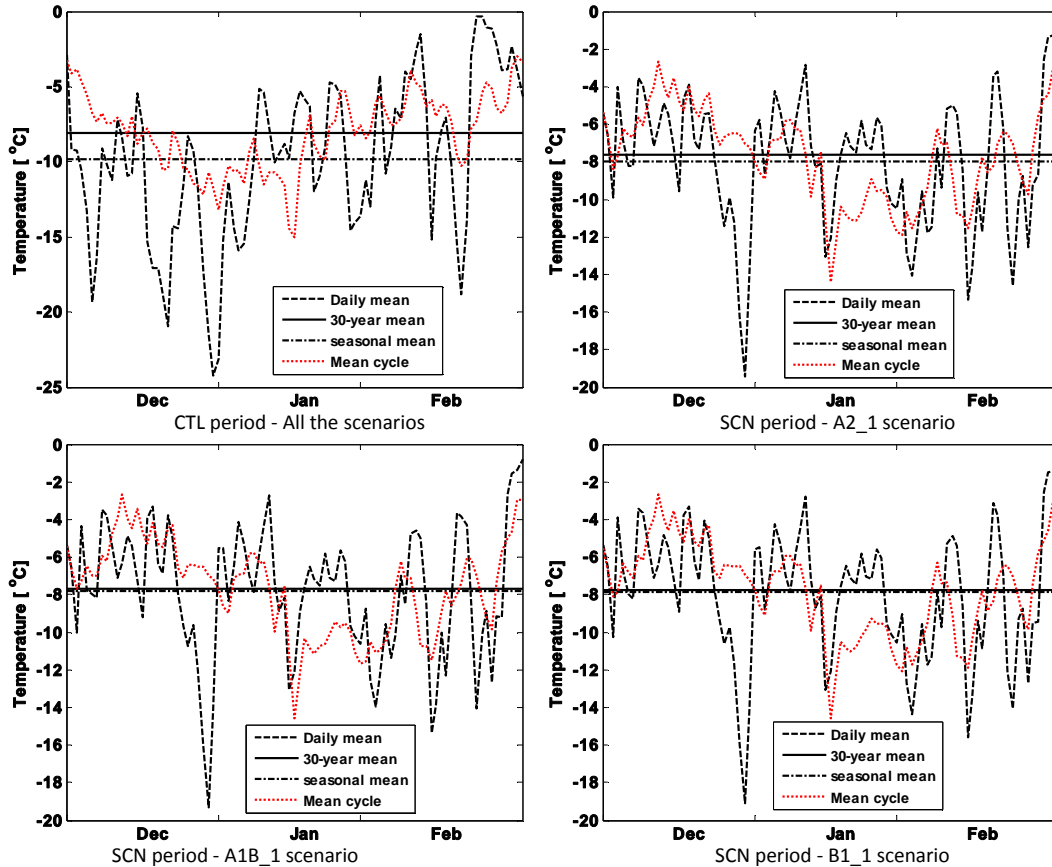 0
-5
-10
-15
-20
-25
Temperature [ °C]
Daily mean
30-year mean
seasonal mean
Mean cycle
Dec
Jan
Feb
CTL period - All the scenarios
0
-2
-4
-6
-8
-10
-12
-14
-16
-18
-20
Temperature [ °C]
Daily mean
30-year mean
seasonal mean
Mean cycle
Dec
Jan
Feb
SCN period - A2_1 scenario
0
-2
-4
-6
-8
-10
-12
-14
-16
-18
-20
Temperature [ °C]
Daily mean
30-year mean
seasonal mean
Mean cycle
Dec
Jan
Feb
SCN period - A1B_1 scenario
0
-2
-4
-6
-8
-10
-12
-14
-16
-18
-20
Temperature [ °C]
Daily mean
30-year mean
seasonal mean
Mean cycle
Dec
Jan
Feb
SCN period - B1_1 scenario